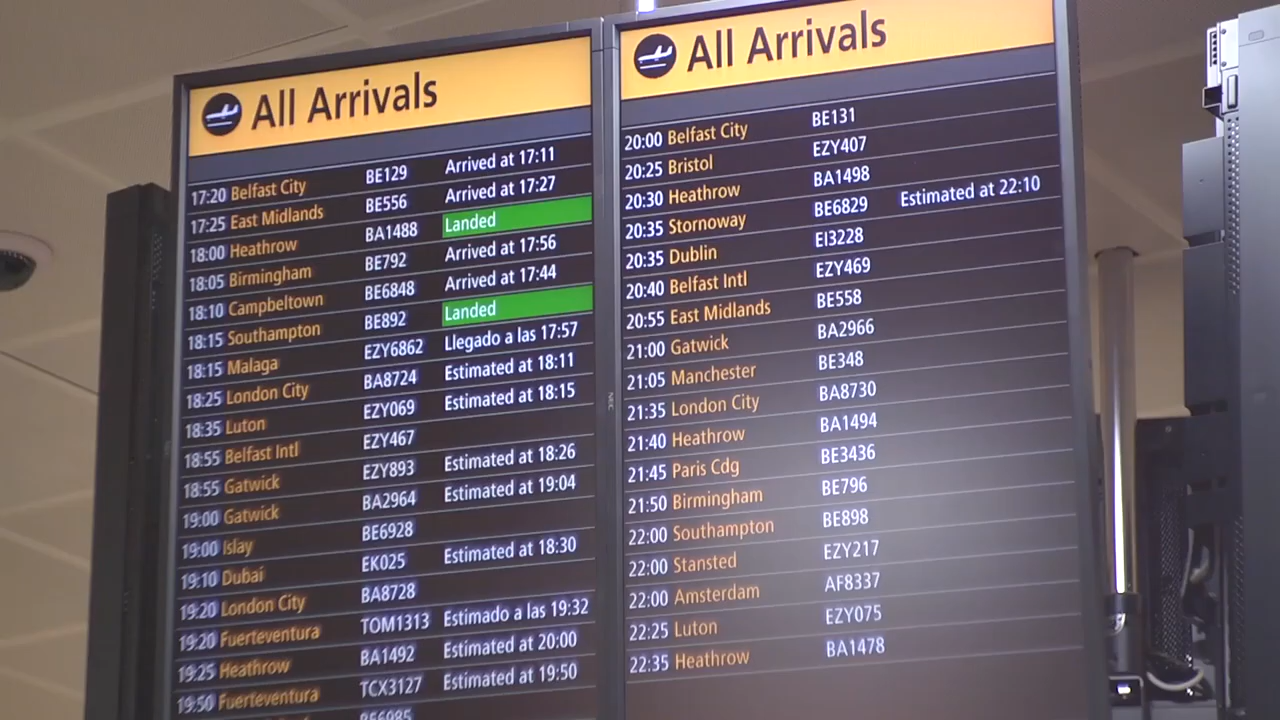 All Arrivals
17:20 Belfast City BE129 Arrived at 17:11
17:25 East Midlands BE556 Arrived at 17:27
18:00 Heathrow BA1488 Landed
18:05 Birmingham BE792 Arrived at 17:56
18:10 Campbeltown BE6848 Arrived at 17:44
18:15 Southampton BE892 Landed
18:15 Malaga EZY6862 Llegado a las 17:57
18:25 London City BA8724 Estimated at 18:11
18:35 Luton EZY069 Estimated at 18:15
18:55 Belfast Intl EZY467
18:55 Gatwick EZY893 Estimated at 18:26
19:00 Gatwick BA2964 Estimated at 19:04
19:00 Islay BE6928
19:10 Dubai EK025 Estimated at 18:30
19:20 London City BA8728
19:20 Fuerteventura TOM1313 Estimado a las 19:32
19:25 Heathrow BA1492 Estimated at 20:00
19:50 Fuerteventura TCX3127 Estimated at 19:50
All Arrivals
20:00 Belfast City BE131
20:25 Bristol EZY407
20:30 Heathrow BA1498
20:35 Stornoway BE6829 Estimated at 22:10
20:35 Dublin EI3228
20:40 Belfast Intl EZY469
20:55 East Midlands BE558
21:00 Gatwick BA2966
21:05 Manchester BE348
21:35 London City BA8730
21:40 Heathrow BA1494
21:45 Paris Cdg BE3436
21:50 Birmingham BE796
22:00 Southampton BE898
22:00 Stansted EZY217
22:00 Amsterdam AF8337
22:25 Luton EZY075
22:35 Heathrow BA1478
NEC